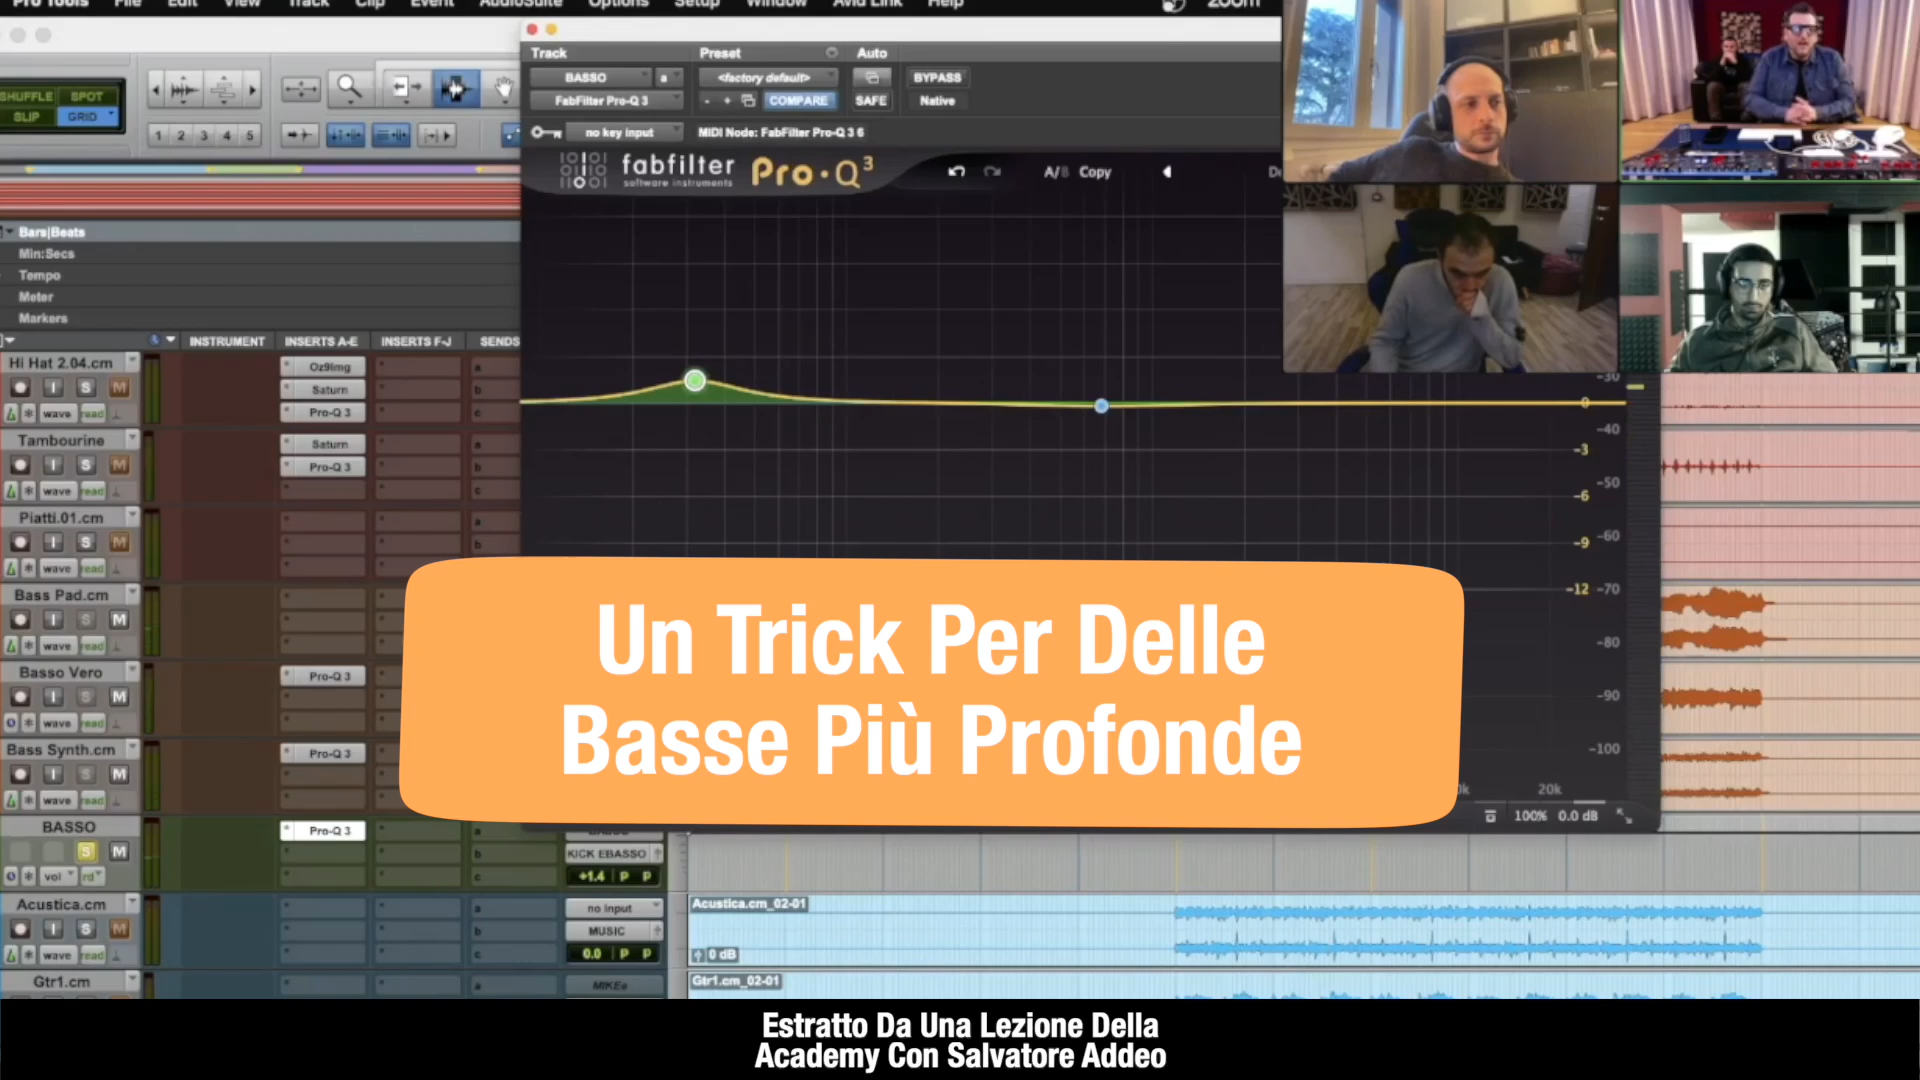 Pro Tools File Edit View Track Clip Event AudioSuite Options Setup Window Avid Link Help zoom
SHUFFLE SPOT
SLIP GRID
1 2 3 4 5
Track Preset Auto
BASSO a <factory default> BYPASS
FabFilter Pro-Q 3 - + COMPARE SAFE Native
no key input MIDI Node: FabFilter Pro-Q 3 6
fabfilter
software instruments
Pro·Q3
A/B Copy
Bars|Beats
Min:Secs
Tempo
Meter
Markers
INSTRUMENT INSERTS A-E INSERTS F-J SENDS
Hi Hat 2.04.cm
I S M
wave read
Oz9Img
Saturn
Pro-Q 3
a
b
c
Tambourine
I S M
wave read
Saturn
Pro-Q 3
a
b
c
Piatti.01.cm
I S M
wave read
a
b
Bass Pad.cm
I S M
wave read
Basso Vero
I S M
wave read
Pro-Q 3
Bass Synth.cm
I S M
wave read
Pro-Q 3
BASSO
S M
vol rd
Pro-Q 3
a
b
c
KICK EBASSO
+1.4 P P
Acustica.cm
I S M
wave read
a
b
c
no input
MUSIC
0.0 P P
Acustica.cm_02-01
0 dB
Gtr1.cm
a
Gtr1.cm_02-01
-30
0
-40
-3
-50
-6
-60
-9
-12 -70
-80
-90
-100
20k
100% 0.0 dB
Un Trick Per Delle
Basse Più Profonde
Estratto Da Una Lezione Della
Academy Con Salvatore Addeo